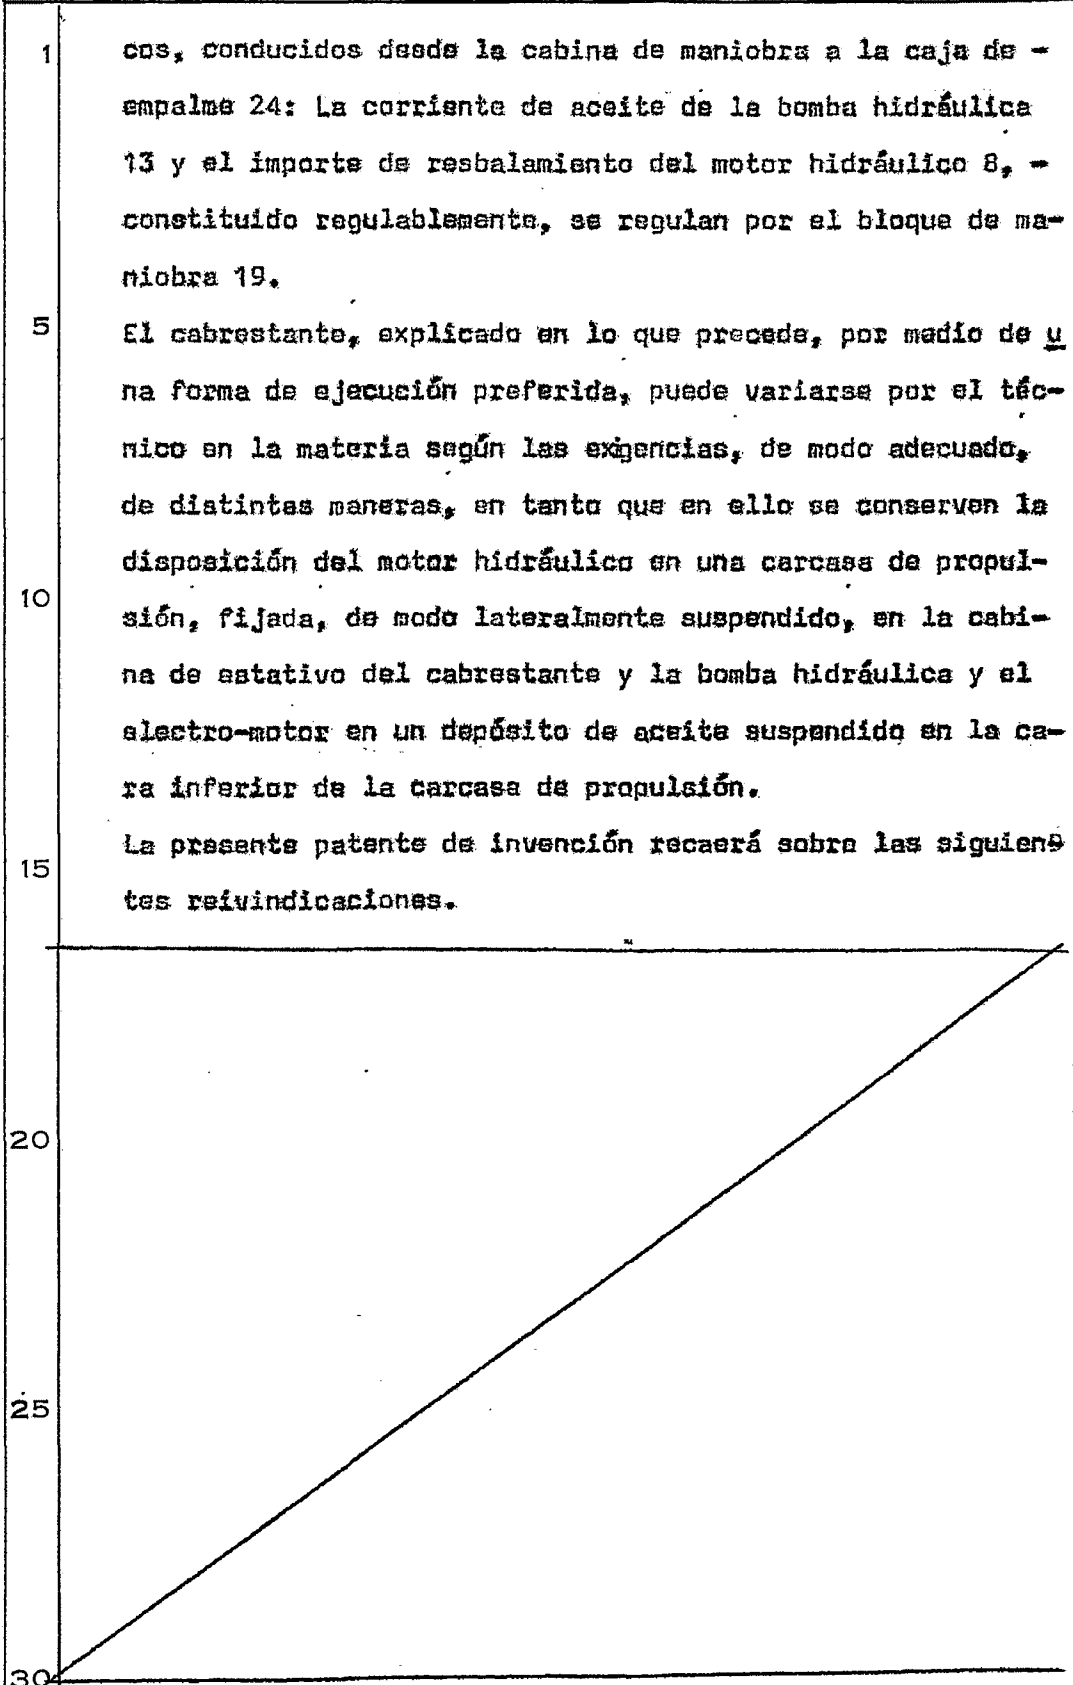 1 cos, conducidos desde la cabina de maniobra a la caja de -
empalme 24: La corriente de aceite de la bomba hidráulica
13 y el importe de resbalamiento del motor hidráulico 8, -
constituído regulablemente, se regulan por el bloque de ma-
niobra 19.
5 El cabrestante, explicado en lo que precede, por medio de u
na forma de ejecución preferida, puede variarse por el téc-
nico en la materia según las exigencias, de modo adecuado,
de distintas maneras, en tanto que en ello se conserven la
disposición del motor hidráulico en una carcasa de propul-
10 sión, fijada, de modo lateralmente suspendido, en la cabi-
na de estativo del cabrestante y la bomba hidráulica y el
electro-motor en un depósito de aceite suspendido en la ca-
ra inferior de la carcasa de propulsión.
La presente patente de invención recaerá sobre las siguien-
15 tes reivindicaciones.
20
25
30